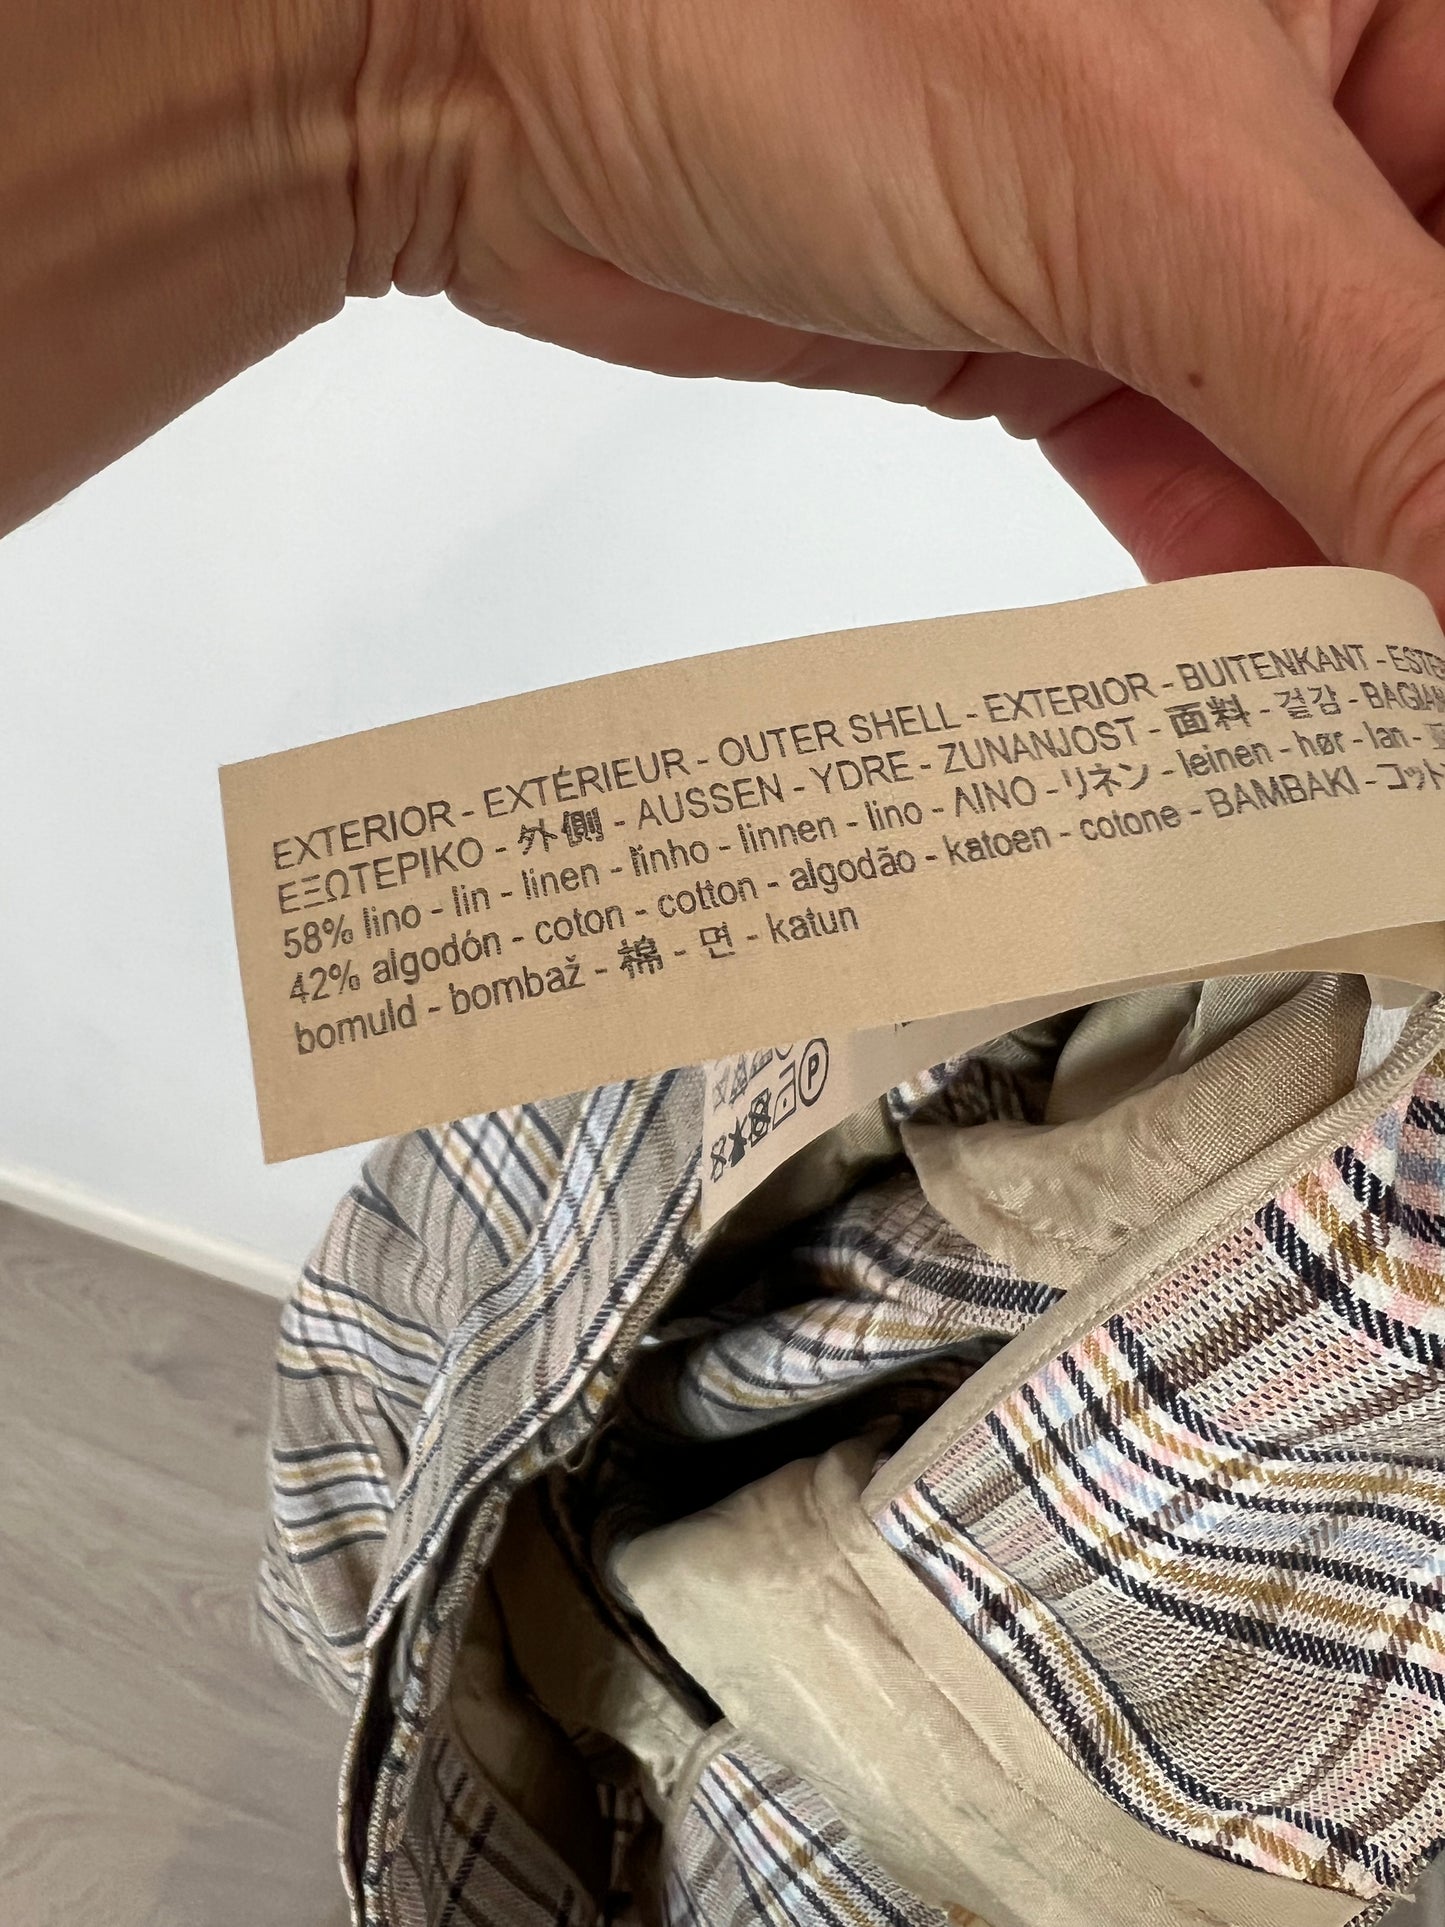 EXTERIOR - EXTÉRIEUR - OUTER SHELL - EXTERIOR - BUITENKANT -
ΕΞΩΤΕΡΙΚΟ - 外側 - AUSSEN - YDRE - ZUNANJOST - 面料 - 겉감 -
58% lino - lin - linen - linho - linnen - lino - ΛΙΝΟ - リネン - leinen - hør - lan -
42% algodón - coton - cotton - algodão - katoen - cotone - ΒΑΜΒΑΚΙ -
bomuld - bombaž - 棉 - 면 - katun
P